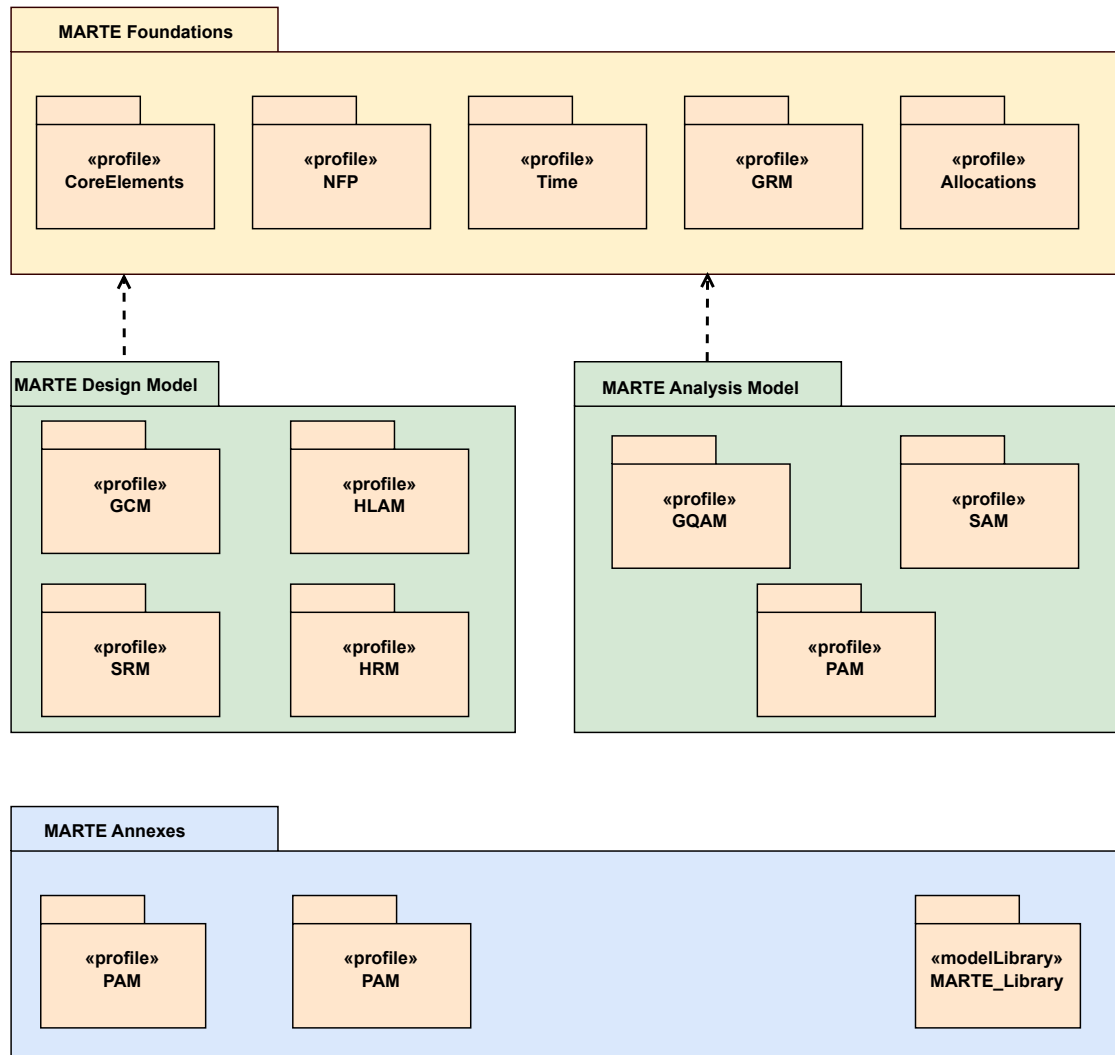 MARTE Foundations
«profile»
CoreElements
«profile»
NFP
«profile»
Time
«profile»
GRM
«profile»
Allocations
MARTE Design Model
«profile»
GCM
«profile»
HLAM
«profile»
SRM
«profile»
HRM
MARTE Analysis Model
«profile»
GQAM
«profile»
SAM
«profile»
PAM
MARTE Annexes
«profile»
PAM
«profile»
PAM
«modelLibrary»
MARTE_Library